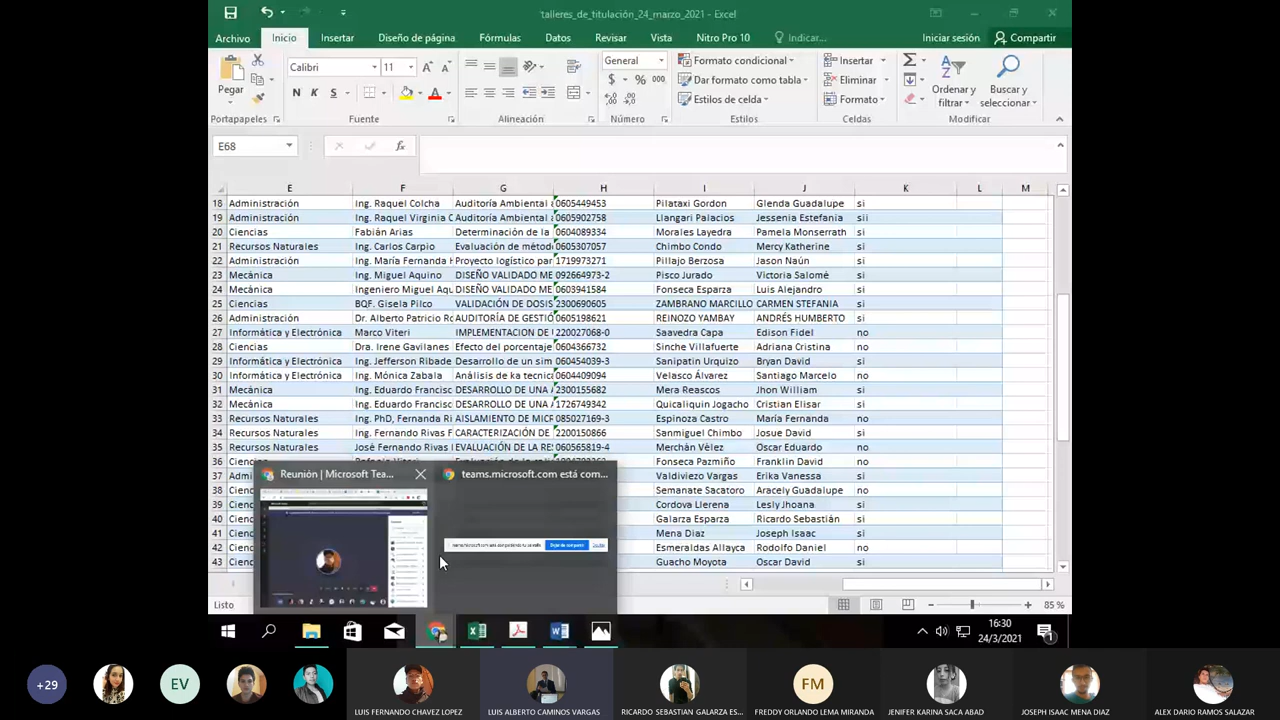 talleres_de_titulación_24_marzo_2021 - Excel
Archivo Inicio Insertar Diseño de página Fórmulas Datos Revisar Vista Nitro Pro 10 Indicar... Iniciar sesión Compartir
Calibri 11 General Formato condicional Insertar
Pegar N K S $ % 000 Dar formato como tabla Eliminar Ordenar y filtrar Buscar y seleccionar
Estilos de celda Formato
Portapapeles Fuente Alineación Número Estilos Celdas Modificar
E68
E F G H I J K L M
18 Administración Ing. Raquel Colcha Auditoría Ambiental 0605449453 Pilataxi Gordon Glenda Guadalupe si
19 Administración Ing. Raquel Virginia C Auditoría Ambiental 0605902758 Llangari Palacios Jessenia Estefania sii
20 Ciencias Fabián Arias Determinación de la 0604089334 Morales Layedra Pamela Monserrath si
21 Recursos Naturales Ing. Carlos Carpio Evaluación de método 0605307057 Chimbo Condo Mercy Katherine si
22 Administración Ing. María Fernanda Proyecto logístico par 1719973271 Pillajo Berzosa Jason Naún si
23 Mecánica Ing. Miguel Aquino DISEÑO VALIDADO ME 092664973-2 Pisco Jurado Victoria Salomé si
24 Mecánica Ingeniero Miguel Aqu DISEÑO VALIDADO ME 0603941584 Fonseca Esparza Luis Alejandro si
25 Ciencias BQF. Gisela Pilco VALIDACIÓN DE DOSIS 2300690605 ZAMBRANO MARCILLO CARMEN STEFANIA si
26 Administración Dr. Alberto Patricio Ro AUDITORÍA DE GESTIO 0605198621 REINOZO YAMBAY ANDRÉS HUMBERTO si
27 Informática y Electrónica Marco Viteri IMPLEMENTACION DE 220027068-0 Saavedra Capa Edison Fidel no
28 Ciencias Dra. Irene Gavilanes Efecto del porcentaje 0604366732 Sinche Villafuerte Adriana Cristina no
29 Informática y Electrónica Ing. Jefferson Ribade Desarrollo de un sim 060454039-3 Sanipatin Urquizo Bryan David si
30 Informática y Electrónica Ing. Mónica Zabala Análisis de ka tecnic 0604409094 Velasco Álvarez Santiago Marcelo no
31 Mecánica Ing. Eduardo Francisc DESARROLLO DE UNA 2300155682 Mera Reascos Jhon William si
32 Mecánica Ing. Eduardo Francisc DESARROLLO DE UNA 1726749342 Quicaliquin Jogacho Cristian Elisar si
33 Recursos Naturales Ing. PhD, Fernanda Ri AISLAMIENTO DE MICR 085027169-3 Espinoza Castro María Fernanda no
34 Recursos Naturales Ing. Fernando Rivas F CARACTERIZACIÓN DE 2200150866 Sanmiguel Chimbo Josue David si
35 Recursos Naturales José Fernando Rivas EVALUACIÓN DE LA RES 060565819-4 Merchán Vélez Oscar Eduardo no
36 Cienc Fonseca Pazmiño Franklin David no
37 Adm Valdiviezo Vargas Erika Vanessa si
38 Cienc Semanate Sacatoro Aracely Guadalupe no
39 Cienc Cordova Llerena Lesly Jhoana si
40 Cienc Galarza Esparza Ricardo Sebastián si
41 Cienc Mena Diaz Joseph Isaac si
42 Cienc Esmeraldas Allayca Rodolfo Daniel no
43 Cienc Guacho Moyota Oscar David si
Reunión | Microsoft Tea... teams.microsoft.com está com...
Dejar de compartir Ocultar
Listo 85 %
16:30
24/3/2021
1
+29 EV FM
LUIS FERNANDO CHAVEZ LOPEZ LUIS ALBERTO CAMINOS VARGAS RICARDO SEBASTIAN GALARZA ES... FREDDY ORLANDO LEMA MIRANDA JENIFER KARINA SACA ABAD JOSEPH ISAAC MENA DIAZ ALEX DARIO RAMOS SALAZAR